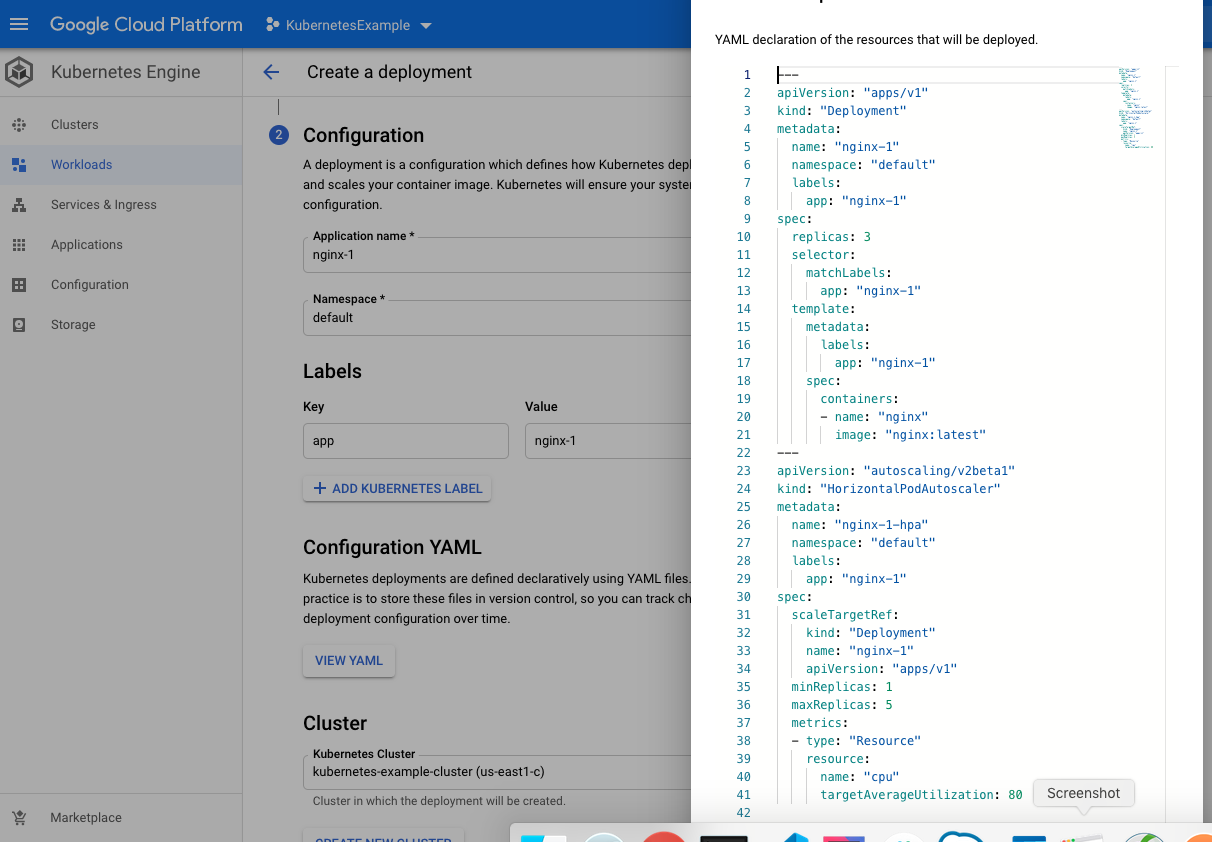 Google Cloud Platform
KubernetesExample
Kubernetes Engine
Clusters
Workloads
Services & Ingress
Applications
Configuration
Storage
Marketplace
Create a deployment
2
Configuration
A deployment is a configuration which defines how Kubernetes
and scales your container image. Kubernetes will ensure your
configuration.
Application name *
nginx-1
Namespace *
default
Labels
Key
Value
app
nginx-1
+ ADD KUBERNETES LABEL
Configuration YAML
Kubernetes deployments are defined declaratively using YAML files.
practice is to store these files in version control, so you can track
deployment configuration over time.
VIEW YAML
Cluster
Kubernetes Cluster
kubernetes-example-cluster (us-east1-c)
Cluster in which the deployment will be created.
CREATE NEW CLUSTER
YAML declaration of the resources that will be deployed.
1 ---
2 apiVersion: "apps/v1"
3 kind: "Deployment"
4 metadata:
5 name: "nginx-1"
6 namespace: "default"
7 labels:
8 app: "nginx-1"
9 spec:
10 replicas: 3
11 selector:
12 matchLabels:
13 app: "nginx-1"
14 template:
15 metadata:
16 labels:
17 app: "nginx-1"
18 spec:
19 containers:
20 - name: "nginx"
21 image: "nginx:latest"
22 ---
23 apiVersion: "autoscaling/v2beta1"
24 kind: "HorizontalPodAutoscaler"
25 metadata:
26 name: "nginx-1-hpa"
27 namespace: "default"
28 labels:
29 app: "nginx-1"
30 spec:
31 scaleTargetRef:
32 kind: "Deployment"
33 name: "nginx-1"
34 apiVersion: "apps/v1"
35 minReplicas: 1
36 maxReplicas: 5
37 metrics:
38 - type: "Resource"
39 resource:
40 name: "cpu"
41 targetAverageUtilization: 80
42
Screenshot